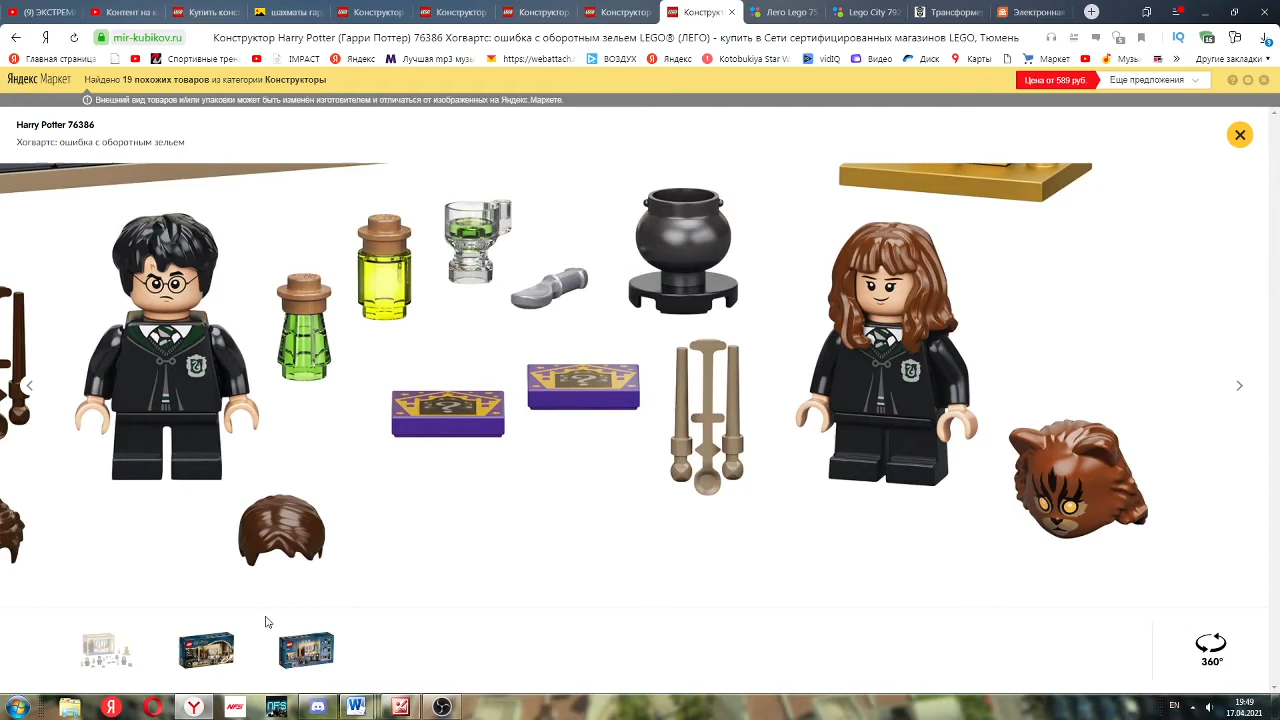 (9) ЭКСТРЕМ
Контент на к
Купить конс
шахматы гар
Конструктор
Конструктор
Конструктор
Конструктор
Конструкт
Лего Lego 75
Lego City 792
Трансформе
Электронная
mir-kubikov.ru
Конструктор Harry Potter (Гарри Поттер) 76386 Хогвартс: ошибка с оборотным зельем LEGO® (ЛЕГО) - купить в Сети сертифицированных магазинов LEGO, Тюмень
Главная страница
Спортивные трен
IMPACT
Жизня
Лучшая mp3 музы
https://webattach.
ВОЗДУХ
Яндекс
Kotobukiya Star W
vidIQ
Видео
Диск
Карты
Маркет
Музы
Другие закладки
Яндекс Маркет
Найдено 19 похожих товаров из категории Конструкторы
Цена от 589 руб.
Еще предложения
Внешний вид товаров и/или упаковки может быть изменён изготовителем и отличаться от изображенных на Яндекс.Маркете.
Harry Potter 76386
Хогвартс: ошибка с оборотным зельем
360°
EN
19:49
17.04.2021